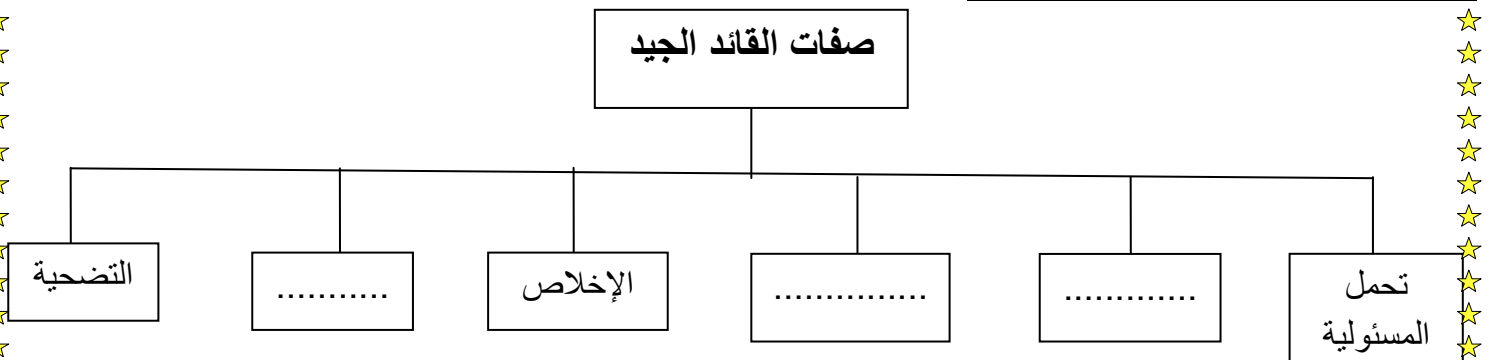 صفات القائد الجيد
تحمل
المسئولية
.............
...............
الإخلاص
...........
التضحية